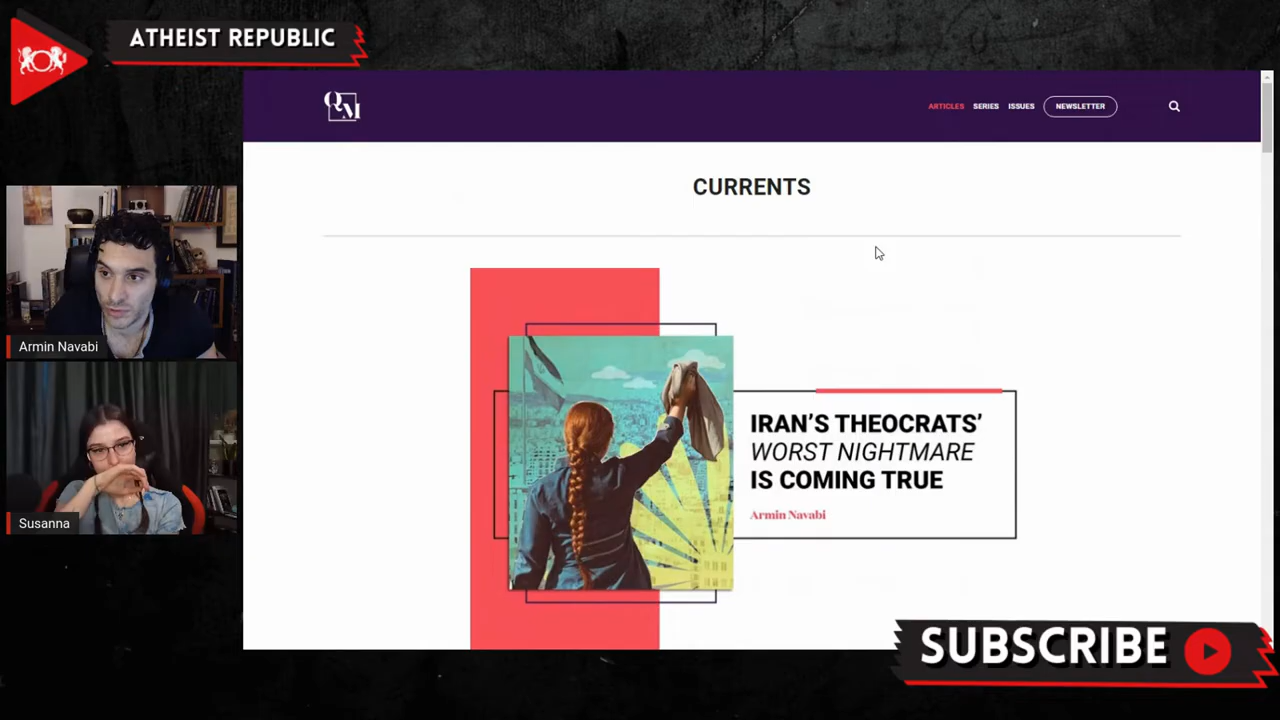 ATHEIST REPUBLIC
QM
ARTICLES SERIES ISSUES NEWSLETTER
CURRENTS
IRAN'S THEOCRATS'
WORST NIGHTMARE
IS COMING TRUE
Armin Navabi
Armin Navabi
Susanna
SUBSCRIBE